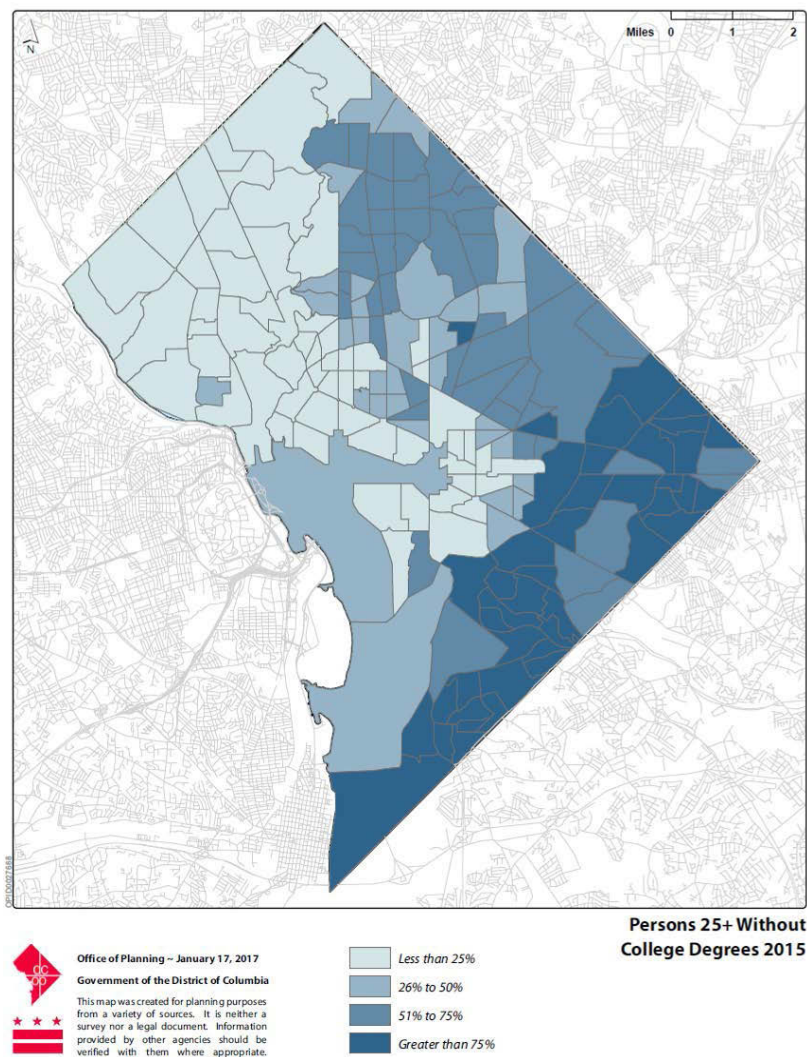 N
Miles 0 1 2
Persons 25+ Without
College Degrees 2015
Office of Planning ~ January 17, 2017
Government of the District of Columbia
This map was created for planning purposes
from a variety of sources. It is neither a
survey nor a legal document. Information
provided by other agencies should be
verified with them where appropriate.
Less than 25%
26% to 50%
51% to 75%
Greater than 75%